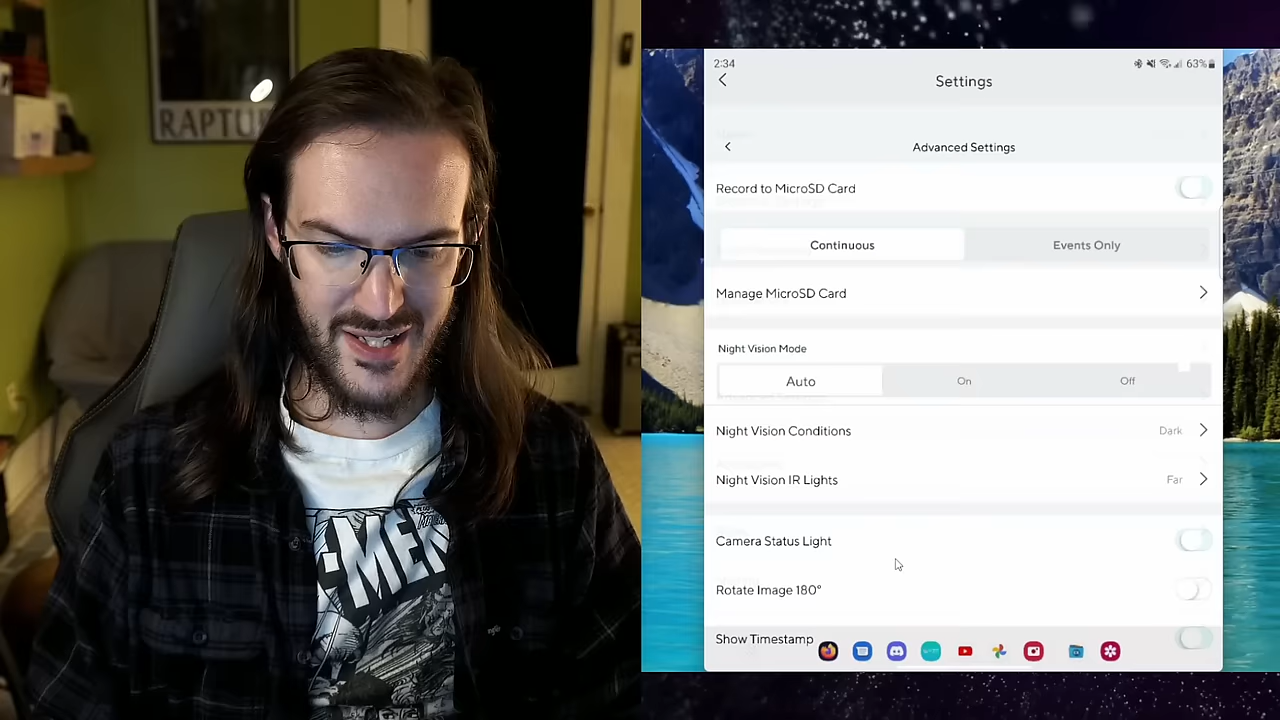 RAPTU
-MEN
2:34
63%
Settings
Advanced Settings
Record to MicroSD Card
Continuous
Events Only
Manage MicroSD Card
Night Vision Mode
Auto
On
Off
Night Vision Conditions
Dark
Night Vision IR Lights
Far
Camera Status Light
Rotate Image 180°
Show Timestamp